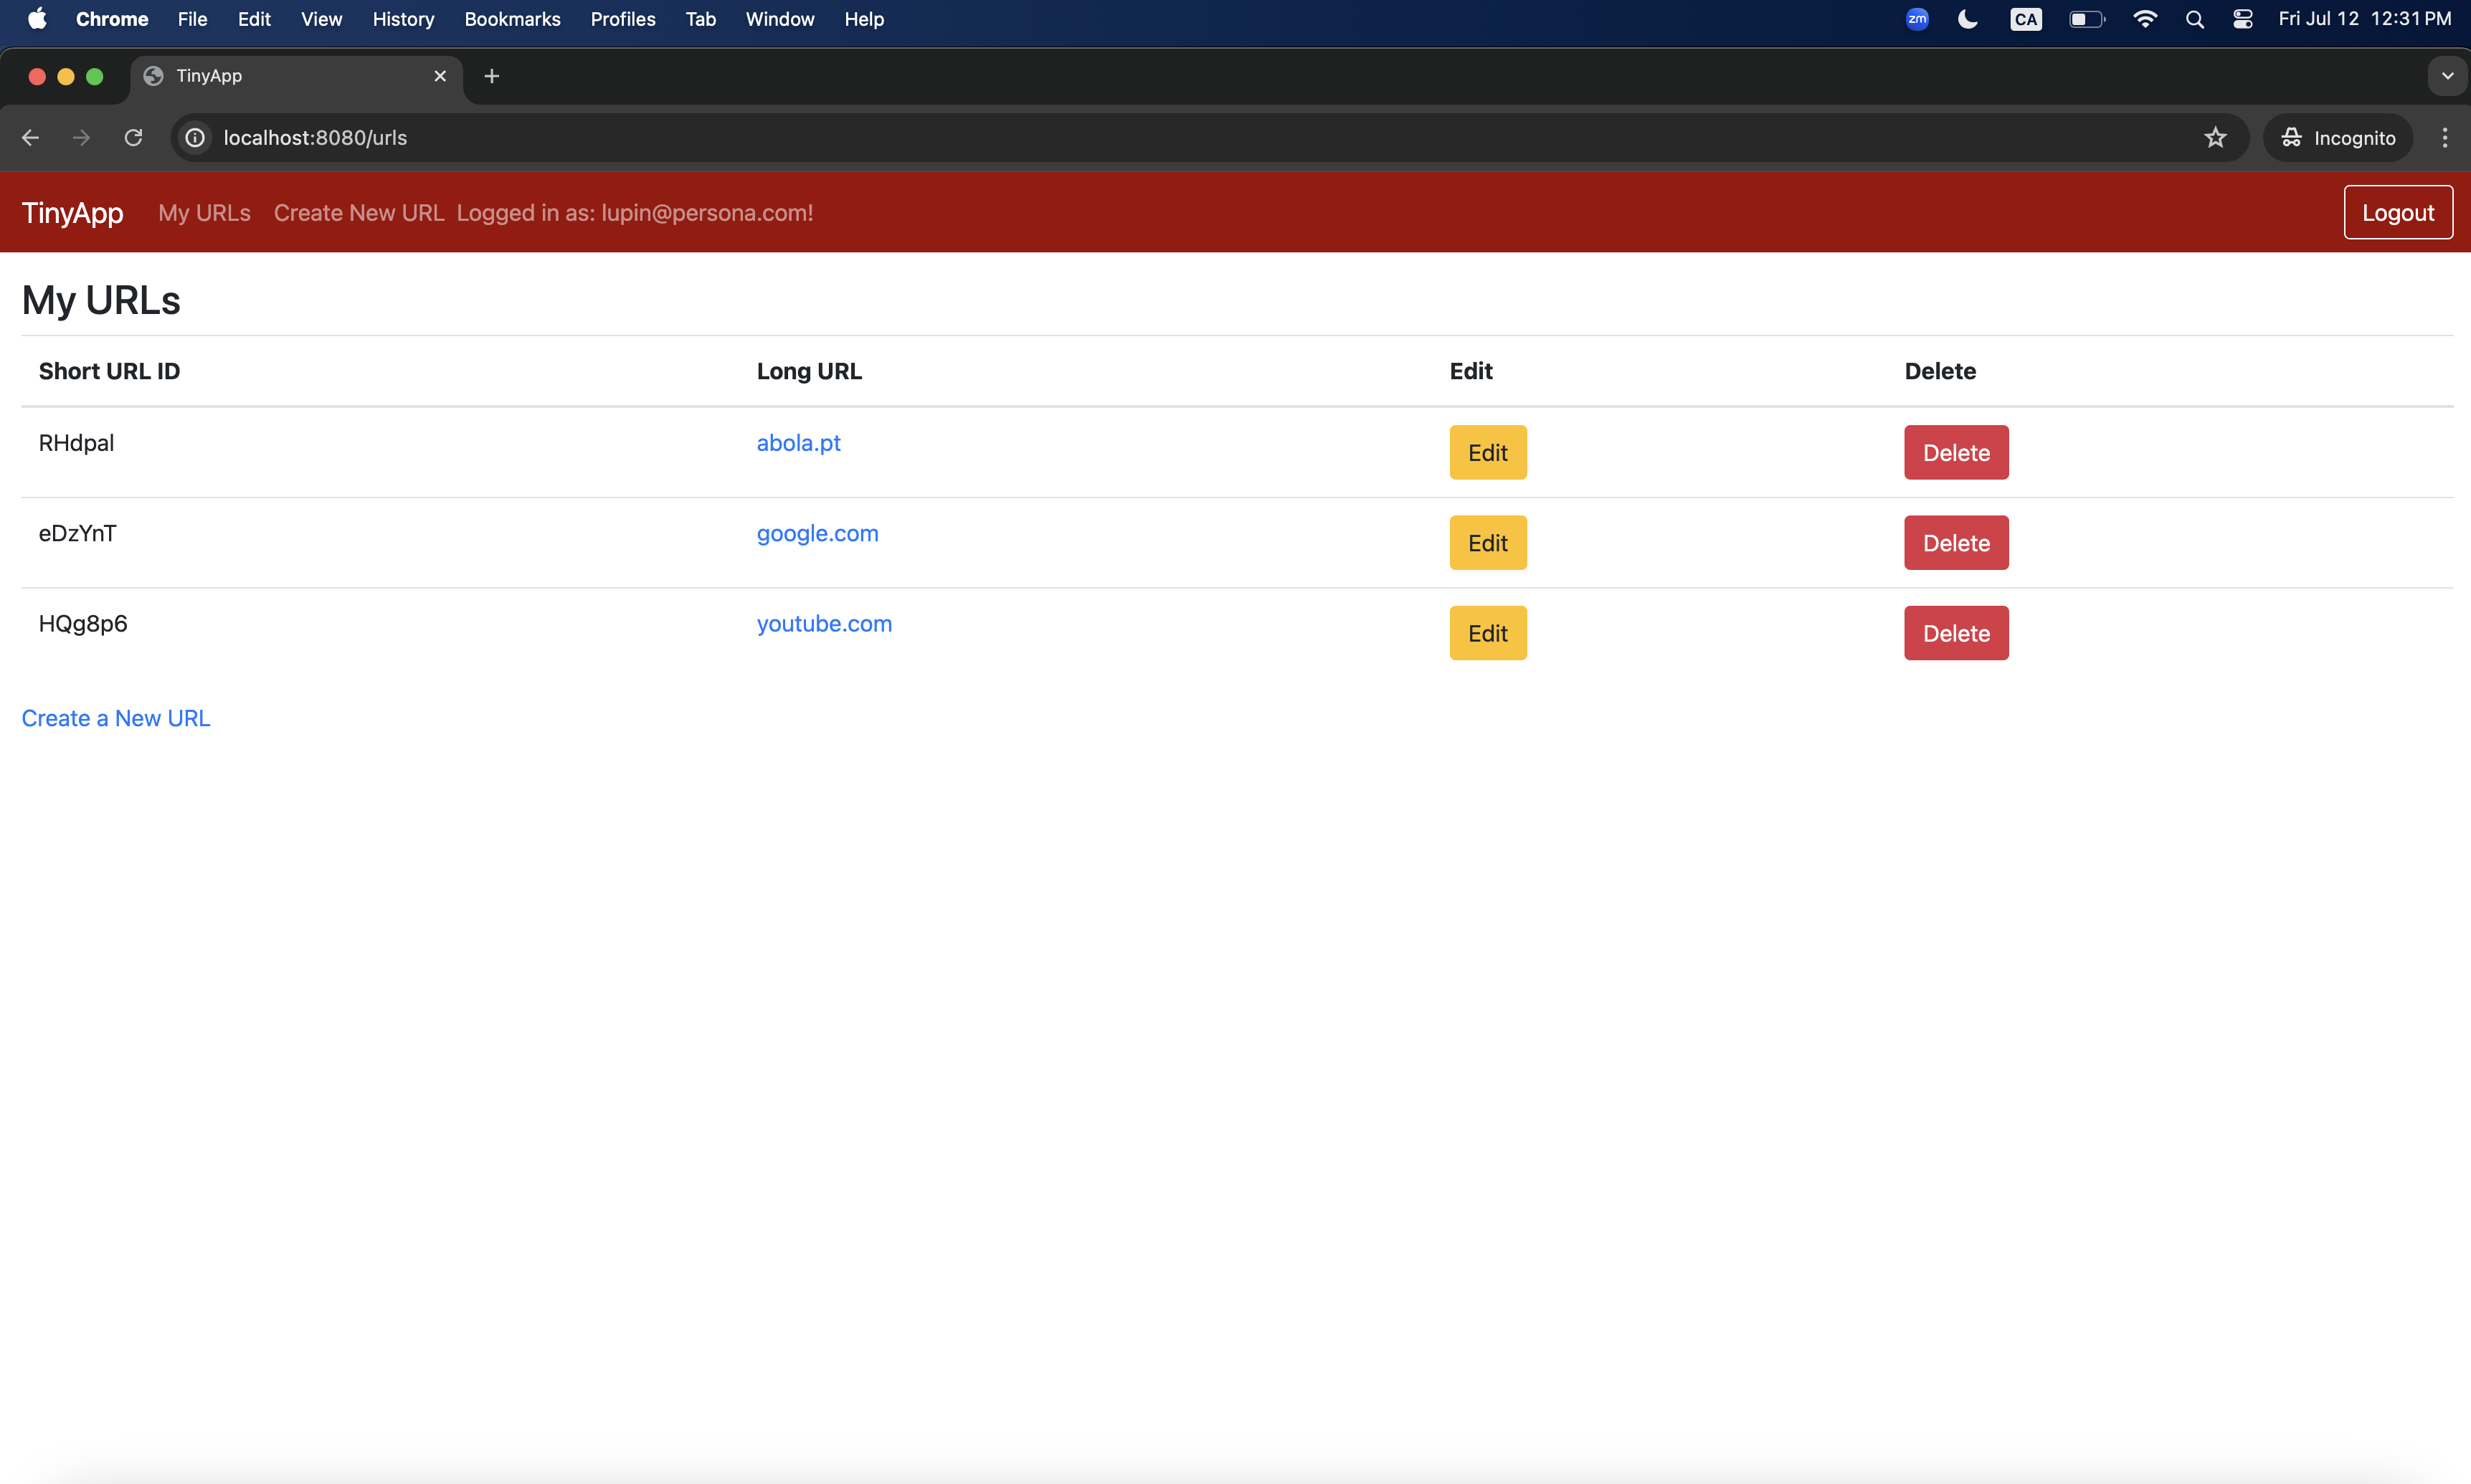 Chrome File Edit View History Bookmarks Profiles Tab Window Help zm CA Fri Jul 12 12:31 PM
TinyApp
localhost:8080/urls Incognito
TinyApp My URLs Create New URL Logged in as: lupin@persona.com! Logout
My URLs
Short URL ID Long URL Edit Delete
RHdpal abola.pt Edit Delete
eDzYnT google.com Edit Delete
HQg8p6 youtube.com Edit Delete
Create a New URL